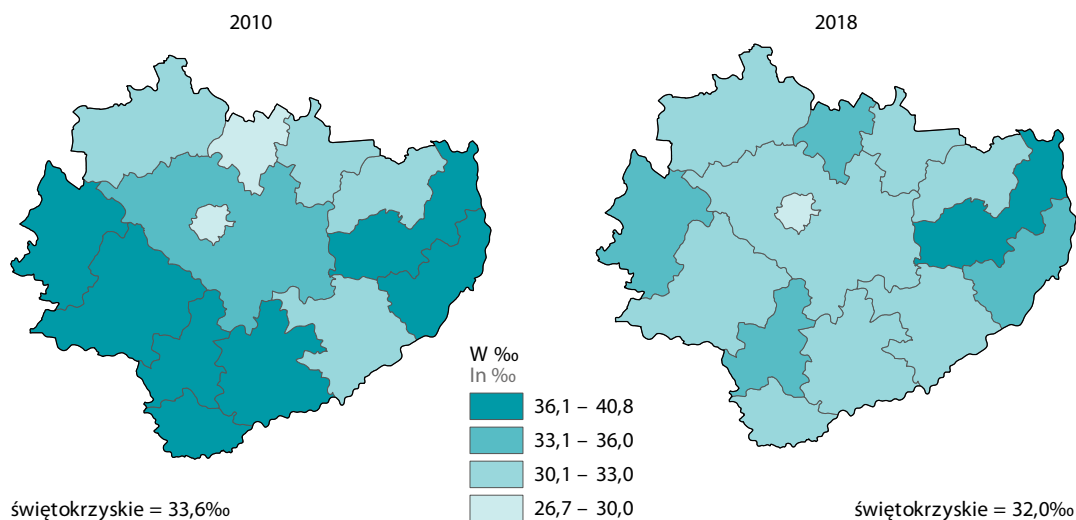 2010
2018
W ‰
In ‰
36,1 – 40,8
33,1 – 36,0
30,1 – 33,0
26,7 – 30,0
świętokrzyskie = 33,6‰
świętokrzyskie = 32,0‰